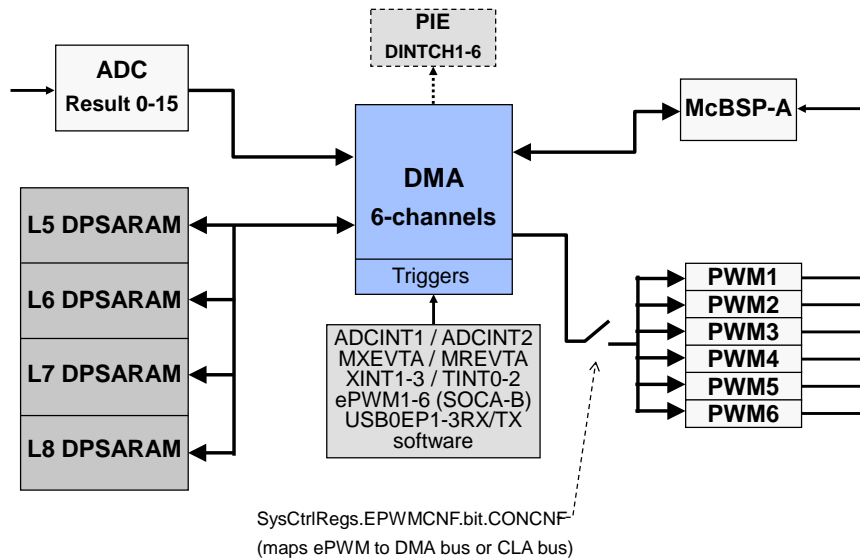 PIE
DINTCH1-6
ADC
Result 0-15
McBSP-A
DMA
6-channels
Triggers
L5 DPSARAM
L6 DPSARAM
L7 DPSARAM
L8 DPSARAM
ADCINT1 / ADCINT2
MXEVTA / MREVTA
XINT1-3 / TINT0-2
ePWM1-6 (SOCA-B)
USB0EP1-3RX/TX
software
PWM1
PWM2
PWM3
PWM4
PWM5
PWM6
SysCtrlRegs.EPWMCNF.bit.CONCNF
(maps ePWM to DMA bus or CLA bus)